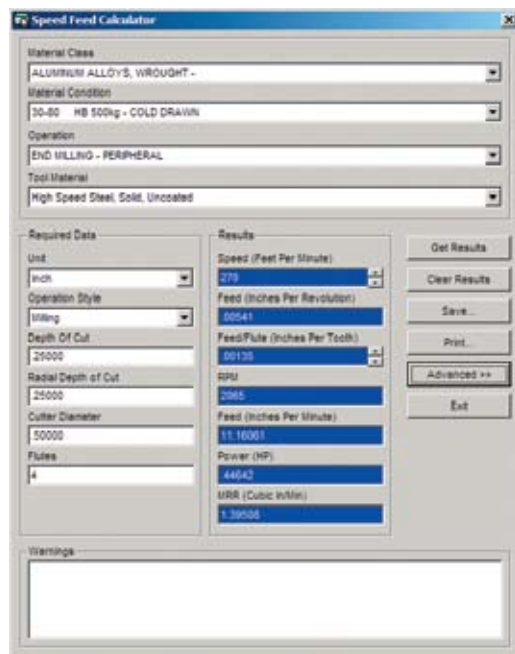 Speed Feed Calculator
Material Class
ALUMINUM ALLOYS, WROUGHT -
Material Condition
30-80 HB 500kg - COLD DRAWN
Operation
END MILLING - PERIPHERAL
Tool Material
High Speed Steel, Solid, Uncoated
Required Data
Unit
Inch
Operation Style
Milling
Depth Of Cut
.25000
Radial Depth of Cut
.25000
Cutter Diameter
.50000
Flutes
4
Results
Speed (Feet Per Minute)
270
Feed (Inches Per Revolution)
.00541
Feed/Flute (Inches Per Tooth)
.00135
RPM
2065
Feed (Inches Per Minute)
11.16061
Power (HP)
.44642
MRR (Cubic In/Min)
1.39508
Get Results
Clear Results
Save...
Print...
Advanced >>
Exit
Warnings